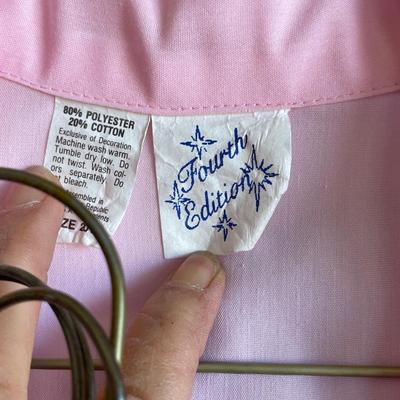 80% POLYESTER
20% COTTON
Exclusive of Decoration
Machine wash warm.
Tumble dry low. Do
not twist. Wash col-
ors separately. Do
bleach.
Republic
Fourth
Edition